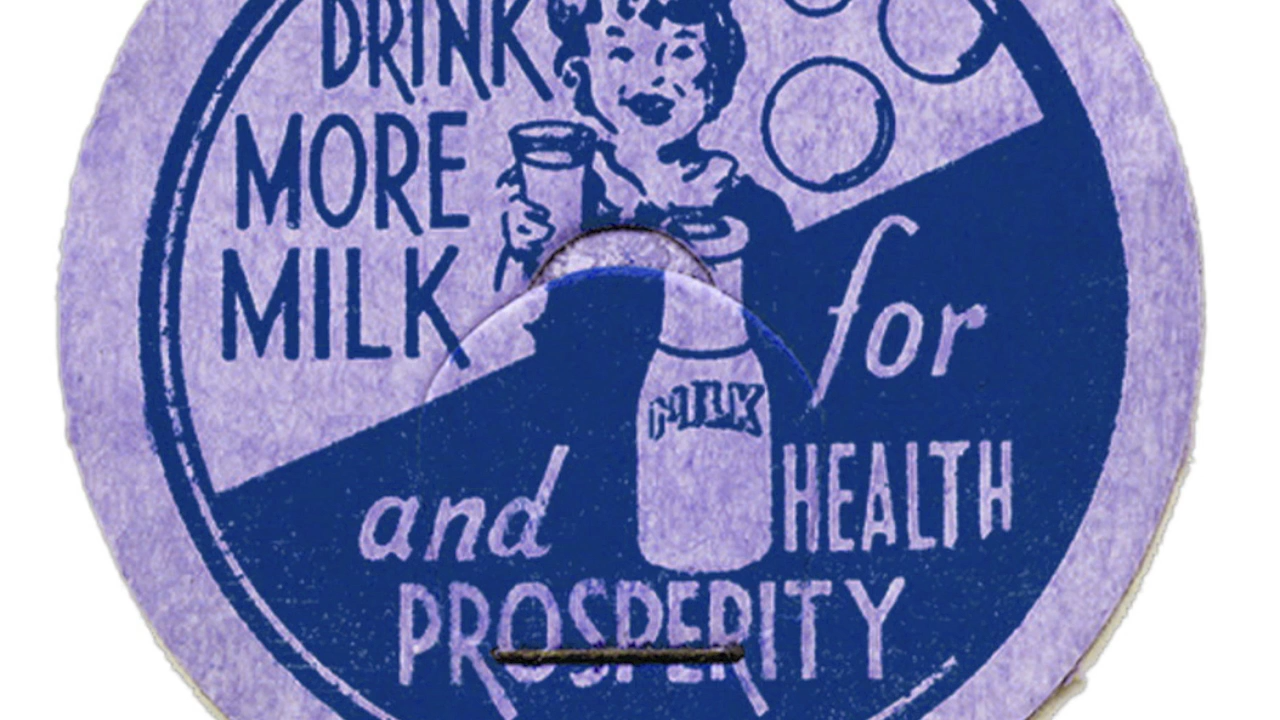 DRINK
MORE
MILK
for
MILK
and HEALTH
PROSPERITY